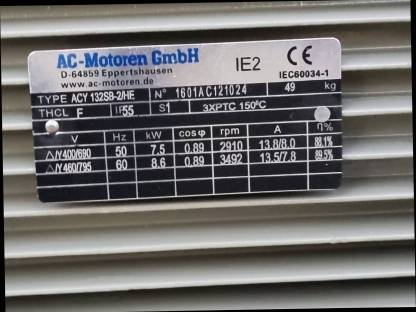 AC-Motoren GmbH
D-64859 Eppertshausen
www.ac-motoren.de
IE2
CE
IEC60034-1
TYPE ACY 132SB-2/HE N° 1601AC121024 49 kg
THCL F IP55 S1 3XPTC 150°C
V Hz kW cosφ rpm A η%
△/Y400/690 50 7.5 0.89 2910 13.8/8.0 88.1%
△/Y460/795 60 8.6 0.89 3492 13.5/7.8 89.5%